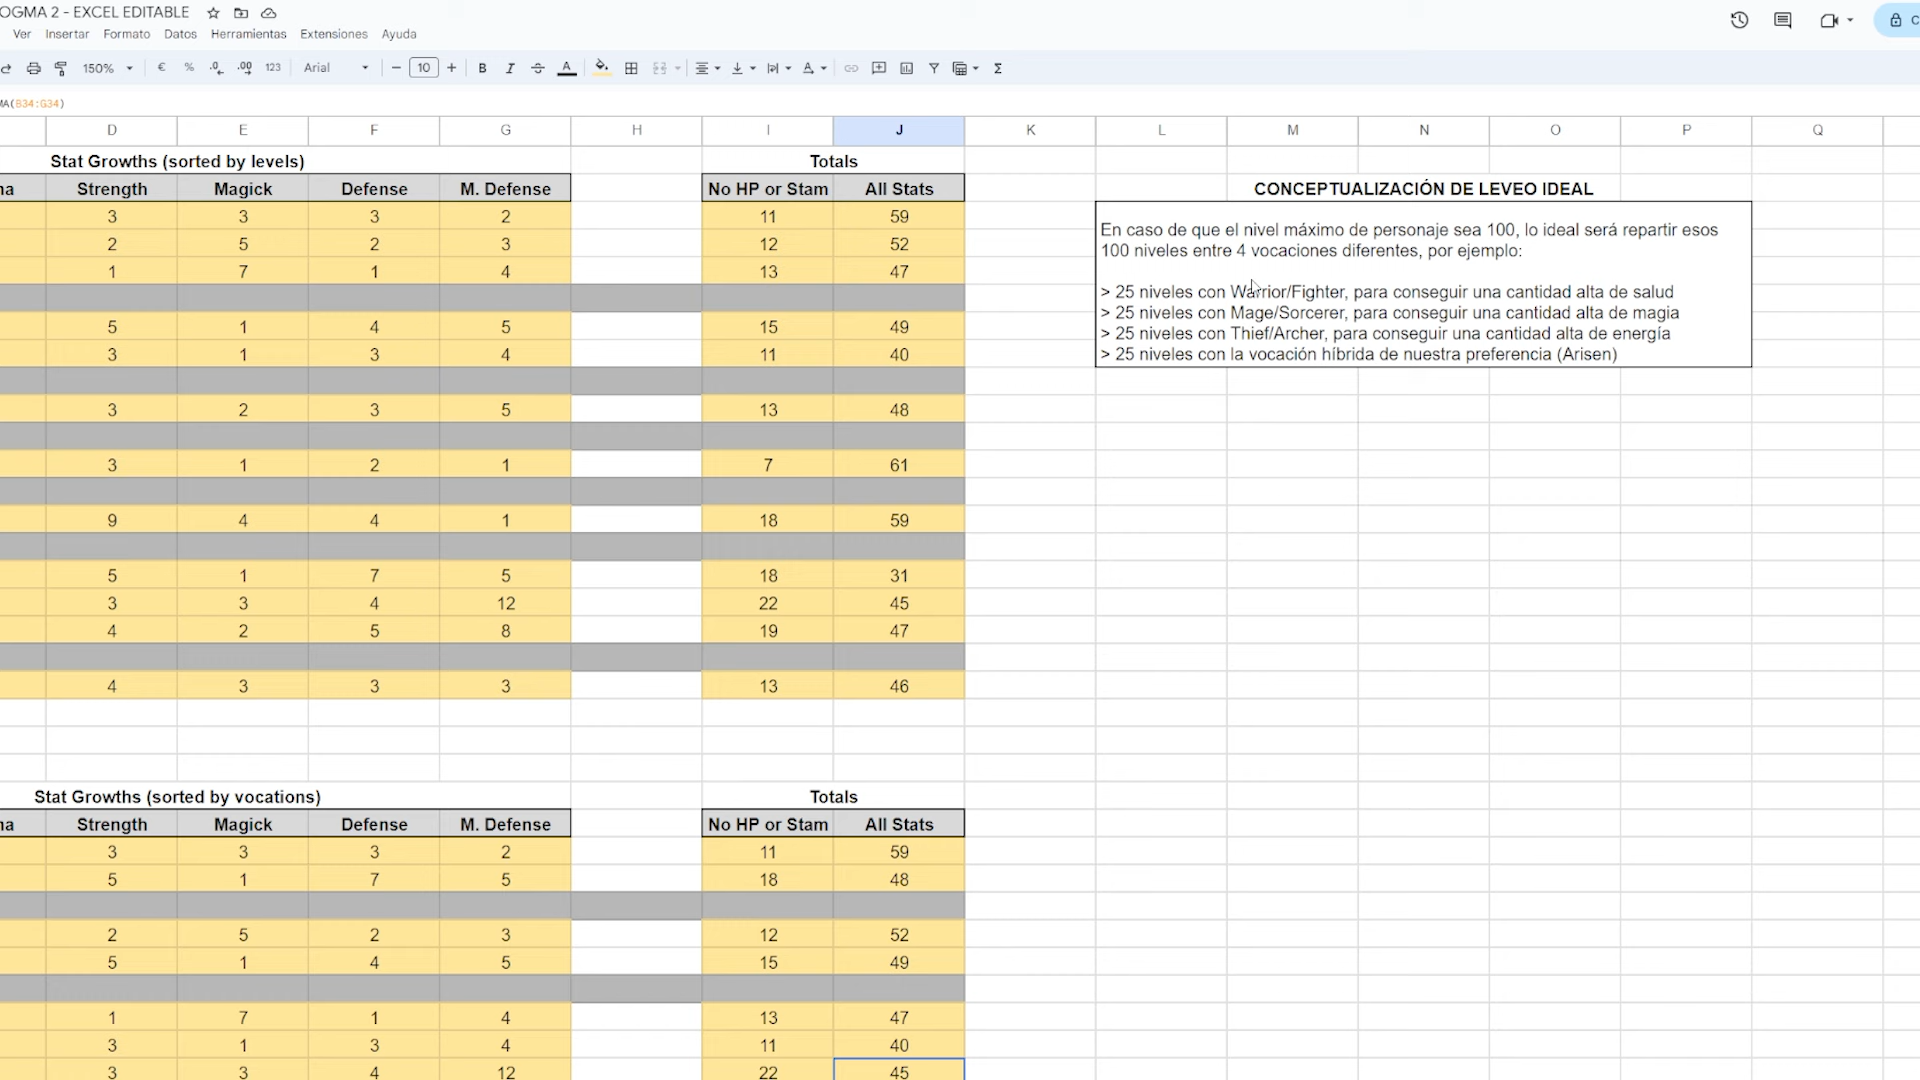 OGMA 2 - EXCEL EDITABLE
Ver Insertar Formato Datos Herramientas Extensiones Ayuda
150% € % .0 .00 123 Arial 10 B I S A Σ
MA(B34:G34)
D E F G H I J K L M N O P Q
Stat Growths (sorted by levels) Totals
na Strength Magick Defense M. Defense No HP or Stam All Stats
CONCEPTUALIZACIÓN DE LEVEO IDEAL
3 3 3 2 11 59
2 5 2 3 12 52
1 7 1 4 13 47
5 1 4 5 15 49
3 1 3 4 11 40
3 2 3 5 13 48
3 1 2 1 7 61
9 4 4 1 18 59
5 1 7 5 18 31
3 3 4 12 22 45
4 2 5 8 19 47
4 3 3 3 13 46
En caso de que el nivel máximo de personaje sea 100, lo ideal será repartir esos
100 niveles entre 4 vocaciones diferentes, por ejemplo:
> 25 niveles con Warrior/Fighter, para conseguir una cantidad alta de salud
> 25 niveles con Mage/Sorcerer, para conseguir una cantidad alta de magia
> 25 niveles con Thief/Archer, para conseguir una cantidad alta de energía
> 25 niveles con la vocación híbrida de nuestra preferencia (Arisen)
Stat Growths (sorted by vocations) Totals
na Strength Magick Defense M. Defense No HP or Stam All Stats
3 3 3 2 11 59
5 1 7 5 18 48
2 5 2 3 12 52
5 1 4 5 15 49
1 7 1 4 13 47
3 1 3 4 11 40
3 3 4 12 22 45